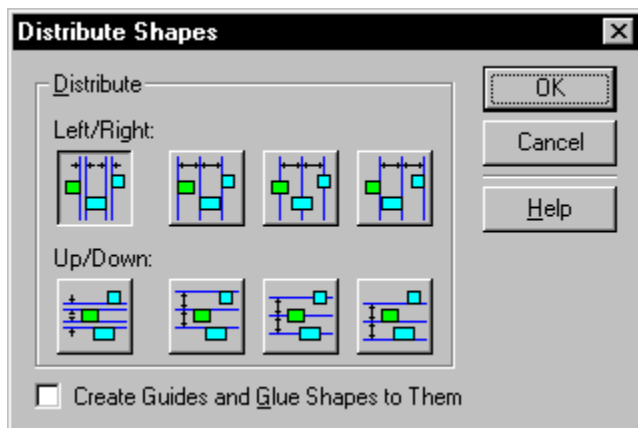 Distribute Shapes
Distribute
OK
Left/Right:
Cancel
Help
Up/Down:
Create Guides and Glue Shapes to Them